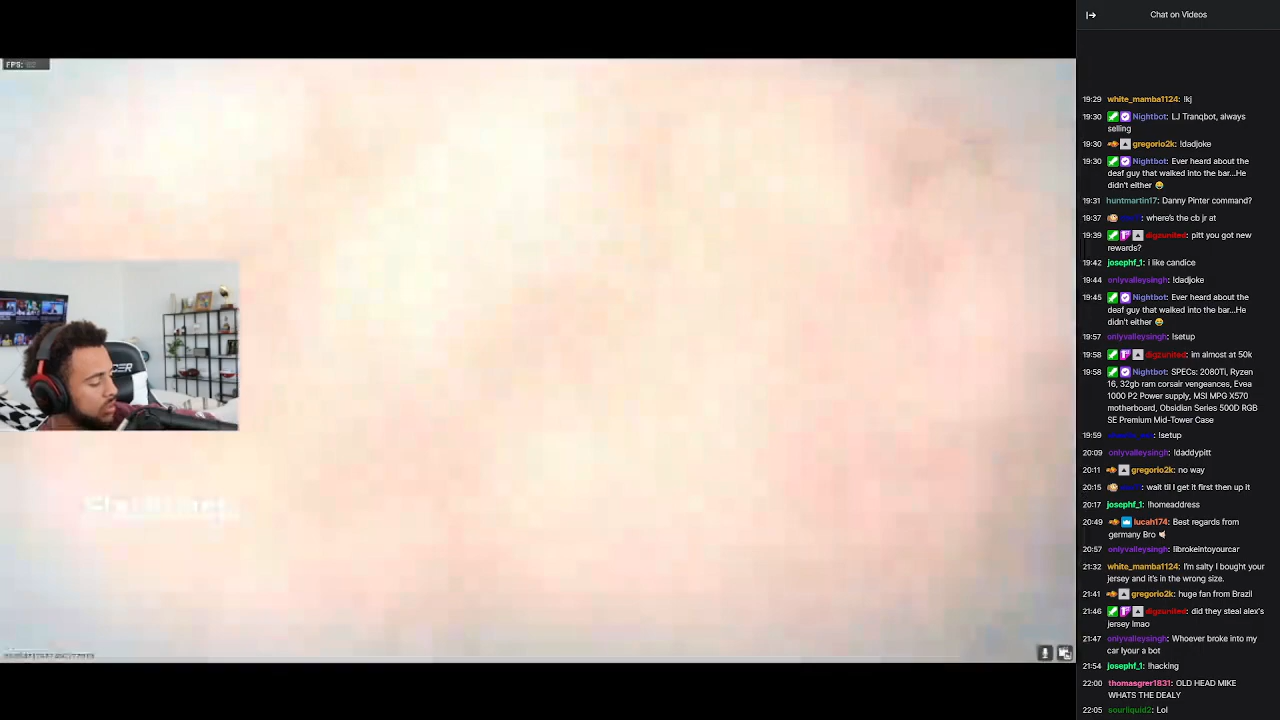 Chat on Videos
FPS:
19:29 white_mamba1124: !kj
19:30 Nightbot: LJ Tranqbot, always
selling
19:30 gregorio2k: !dadjoke
19:30 Nightbot: Ever heard about the
deaf guy that walked into the bar...He
didn't either
19:31 huntmartin17: Danny Pinter command?
19:37 : where's the cb jr at
19:39 digzunited: pitt you got new
rewards?
19:42 josephf_1: i like candice
19:44 onlyvalleysingh: !dadjoke
19:45 Nightbot: Ever heard about the
deaf guy that walked into the bar...He
didn't either
19:57 onlyvalleysingh: !setup
19:58 digzunited: im almost at 50k
19:58 Nightbot: SPECs: 2080Ti, Ryzen
16, 32gb ram corsair vengeances, Evea
1000 P2 Power supply, MSI MPG X570
motherboard, Obsidian Series 500D RGB
SE Premium Mid-Tower Case
19:59 : !setup
20:09 onlyvalleysingh: !daddypitt
20:11 gregorio2k: no way
20:15 : wait til I get it first then up it
20:17 josephf_1: !homeaddress
20:49 lucah174: Best regards from
germany Bro
20:57 onlyvalleysingh: !ibrokeintoyourcar
21:32 white_mamba1124: I'm salty I bought your
jersey and it's in the wrong size.
21:41 gregorio2k: huge fan from Brazil
21:46 digzunited: did they steal alex's
jersey lmao
21:47 onlyvalleysingh: Whoever broke into my
car lyour a bot
21:54 josephf_1: !hacking
22:00 thomasgrer1831: OLD HEAD MIKE
WHATS THE DEALY
22:05 sourliquid2: Lol